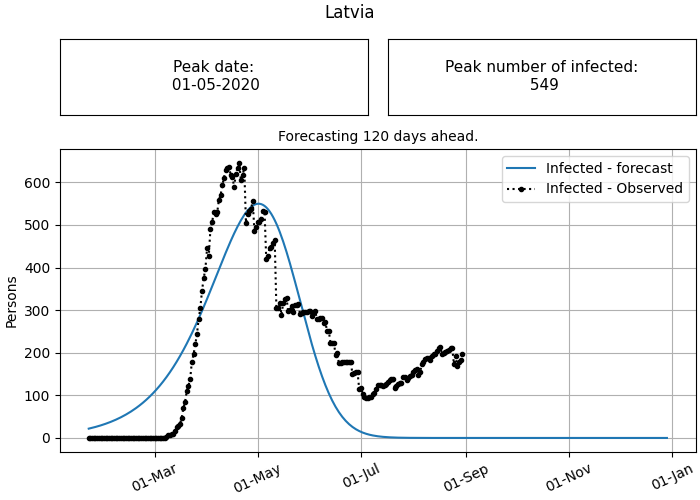 Latvia
Peak date:
01-05-2020
Peak number of infected:
549
Forecasting 120 days ahead.
Infected - forecast
Infected - Observed
Persons
600
500
400
300
200
100
0
01-Mar
01-May
01-Jul
01-Sep
01-Nov
01-Jan